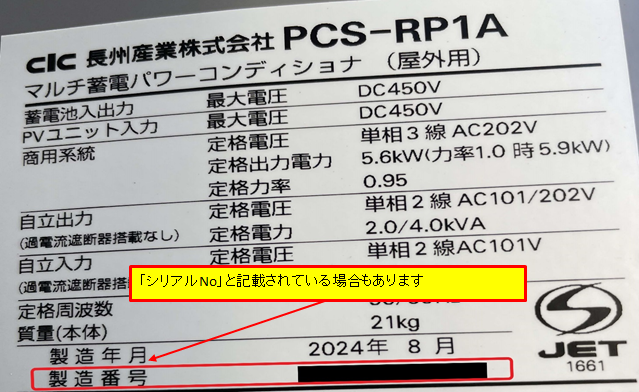 CIC 長州産業株式会社 PCS-RP1A
マルチ蓄電パワーコンディショナ (屋外用)
蓄電池入出力 最大電圧 DC450V
PVユニット入力 最大電圧 DC450V
商用系統 定格電圧 単相3線 AC202V
定格出力電力 5.6kW(力率1.0 時5.9kW)
定格力率 0.95
自立出力 定格電圧 単相2線 AC101/202V
(過電流遮断器搭載なし) 定格電力 2.0/4.0kVA
自立入力 定格電圧 単相2線 AC101V
(過電流遮断器搭
「シリアルNo」と記載されている場合もあります
定格周波数
質量(本体) 21kg
製造年月 2024年 8月
製造番号
JET
1661